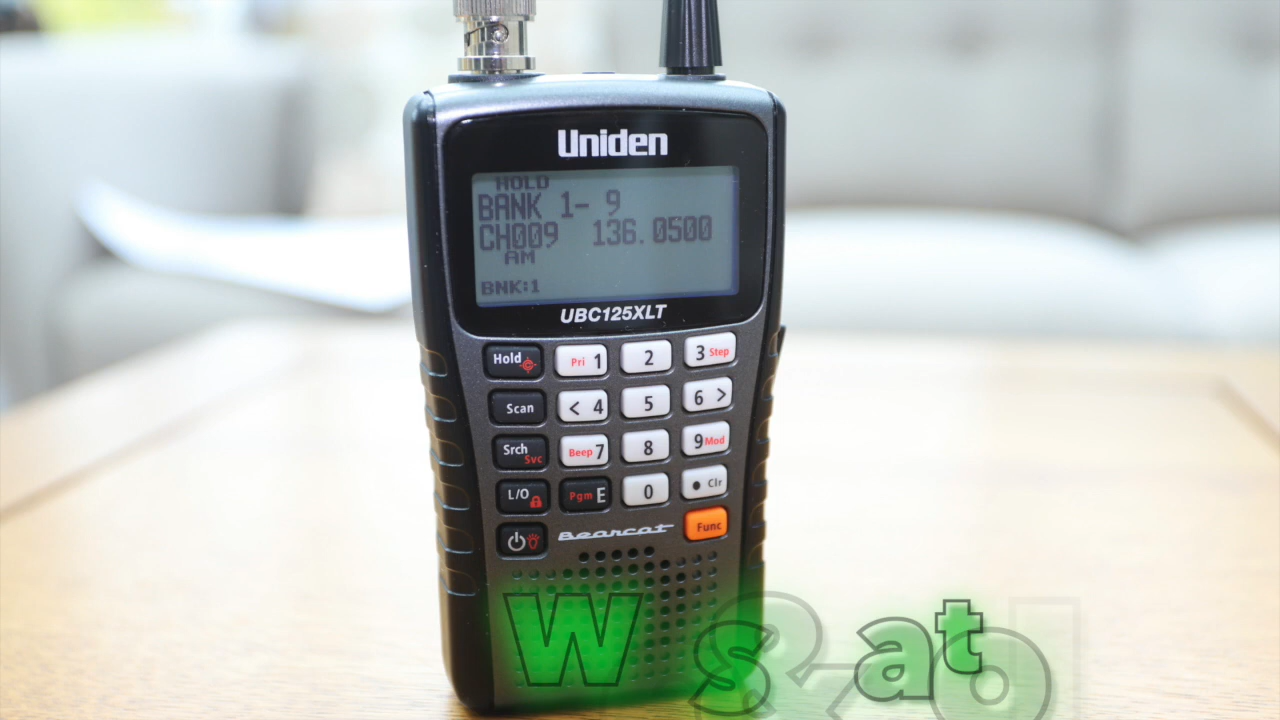 Uniden
HOLD
BANK 1- 9
CH009 136.0500
AM
BNK:1
UBC125XLT
Hold Pri 1 2 3 Step
Scan < 4 5 6 >
Srch Svc Beep 7 8 9 Mod
L/O Pgm E 0 • Clr
Bearcat Func